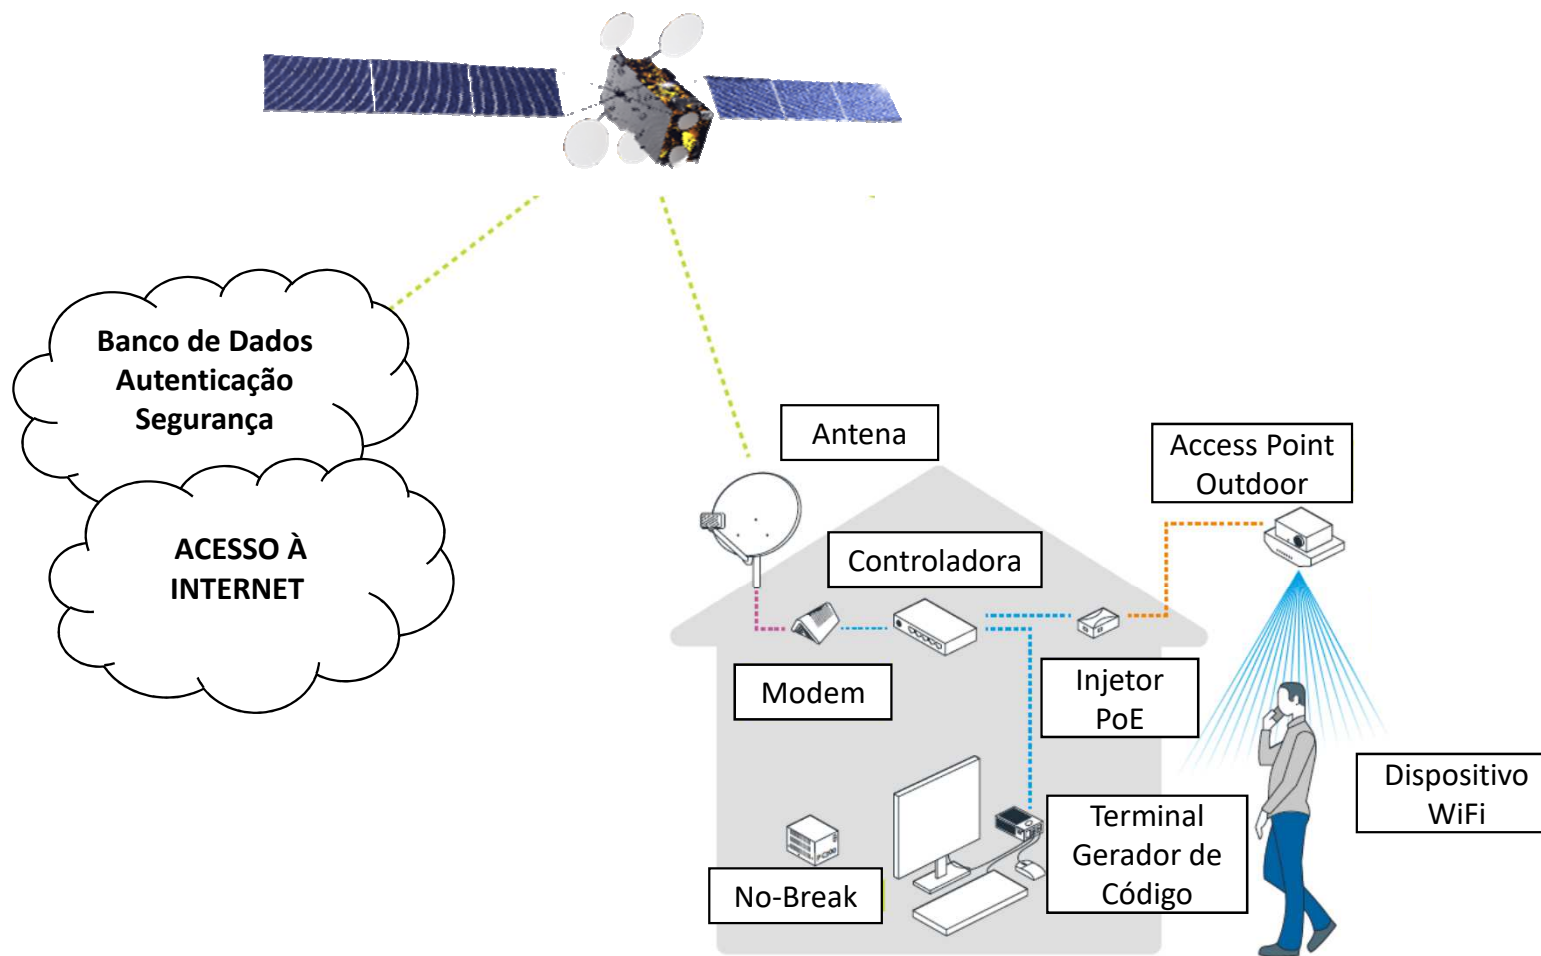 Banco de Dados
Autenticação
Segurança
ACESSO À
INTERNET
Antena
Access Point
Outdoor
Controladora
Modem
Injetor
PoE
Dispositivo
WiFi
Terminal
Gerador de
Código
No-Break